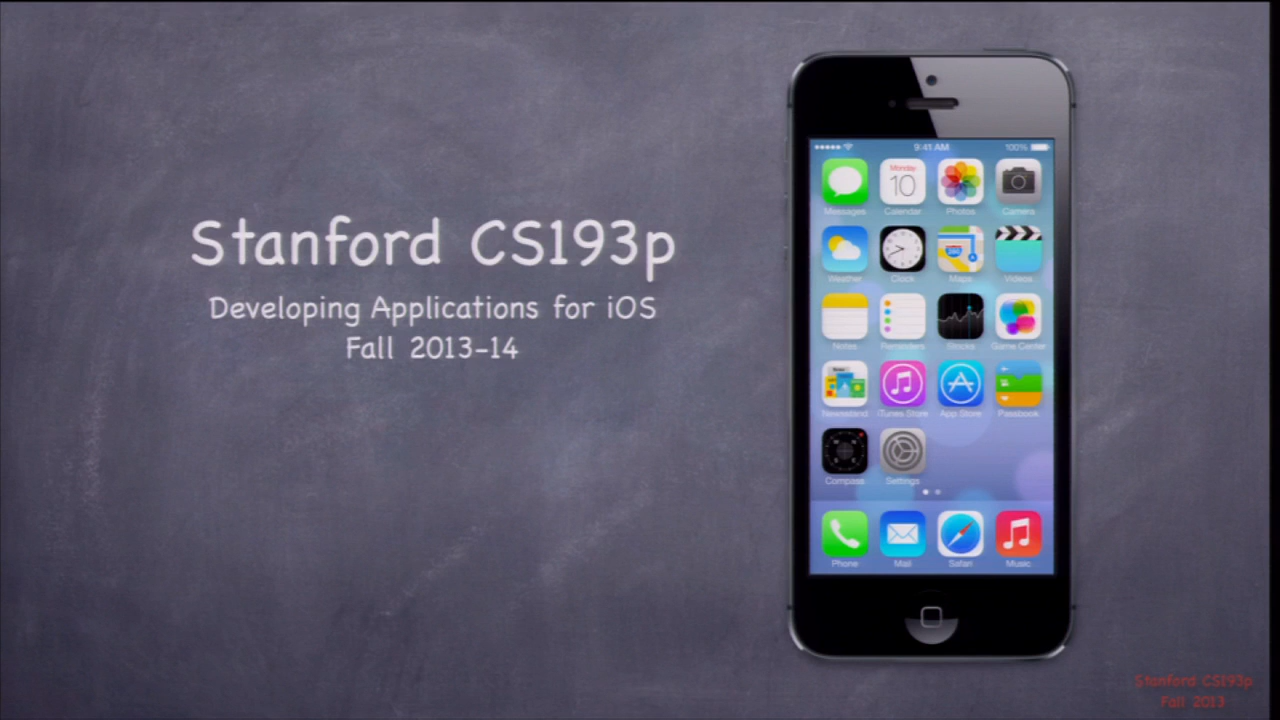 Stanford CS193p
Developing Applications for iOS
Fall 2013-14
9:41 AM
100%
Monday
10
Messages
Calendar
Photos
Camera
280
Weather
Clock
Maps
Videos
Notes
Reminders
Stocks
Game Center
Newsstand
iTunes Store
App Store
Passbook
Compass
Settings
Phone
Mail
Safari
Music
Stanford CS193p
Fall 2013